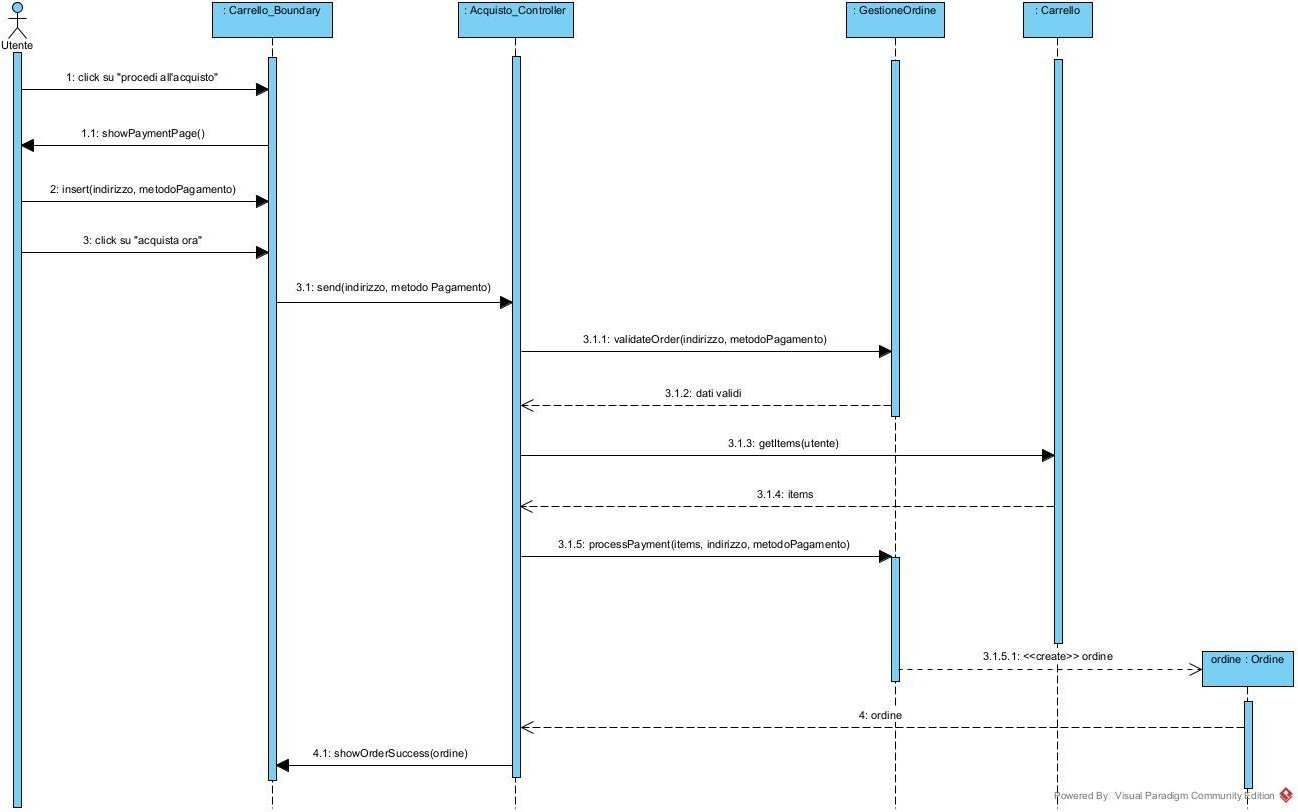 : Carrello_Boundary
: Acquisto_Controller
: GestioneOrdine
: Carrello
Utente
1: click su "procedi all'acquisto"
1.1: showPaymentPage()
2: insert(indirizzo, metodoPagamento)
3: click su "acquista ora"
3.1: send(indirizzo, metodo Pagamento)
3.1.1: validateOrder(indirizzo, metodoPagamento)
3.1.2: dati validi
3.1.3: getItems(utente)
3.1.4: items
3.1.5: processPayment(items, indirizzo, metodoPagamento)
3.1.5.1: <<create>> ordine
ordine : Ordine
4: ordine
4.1: showOrderSuccess(ordine)
Powered By Visual Paradigm Community Edition